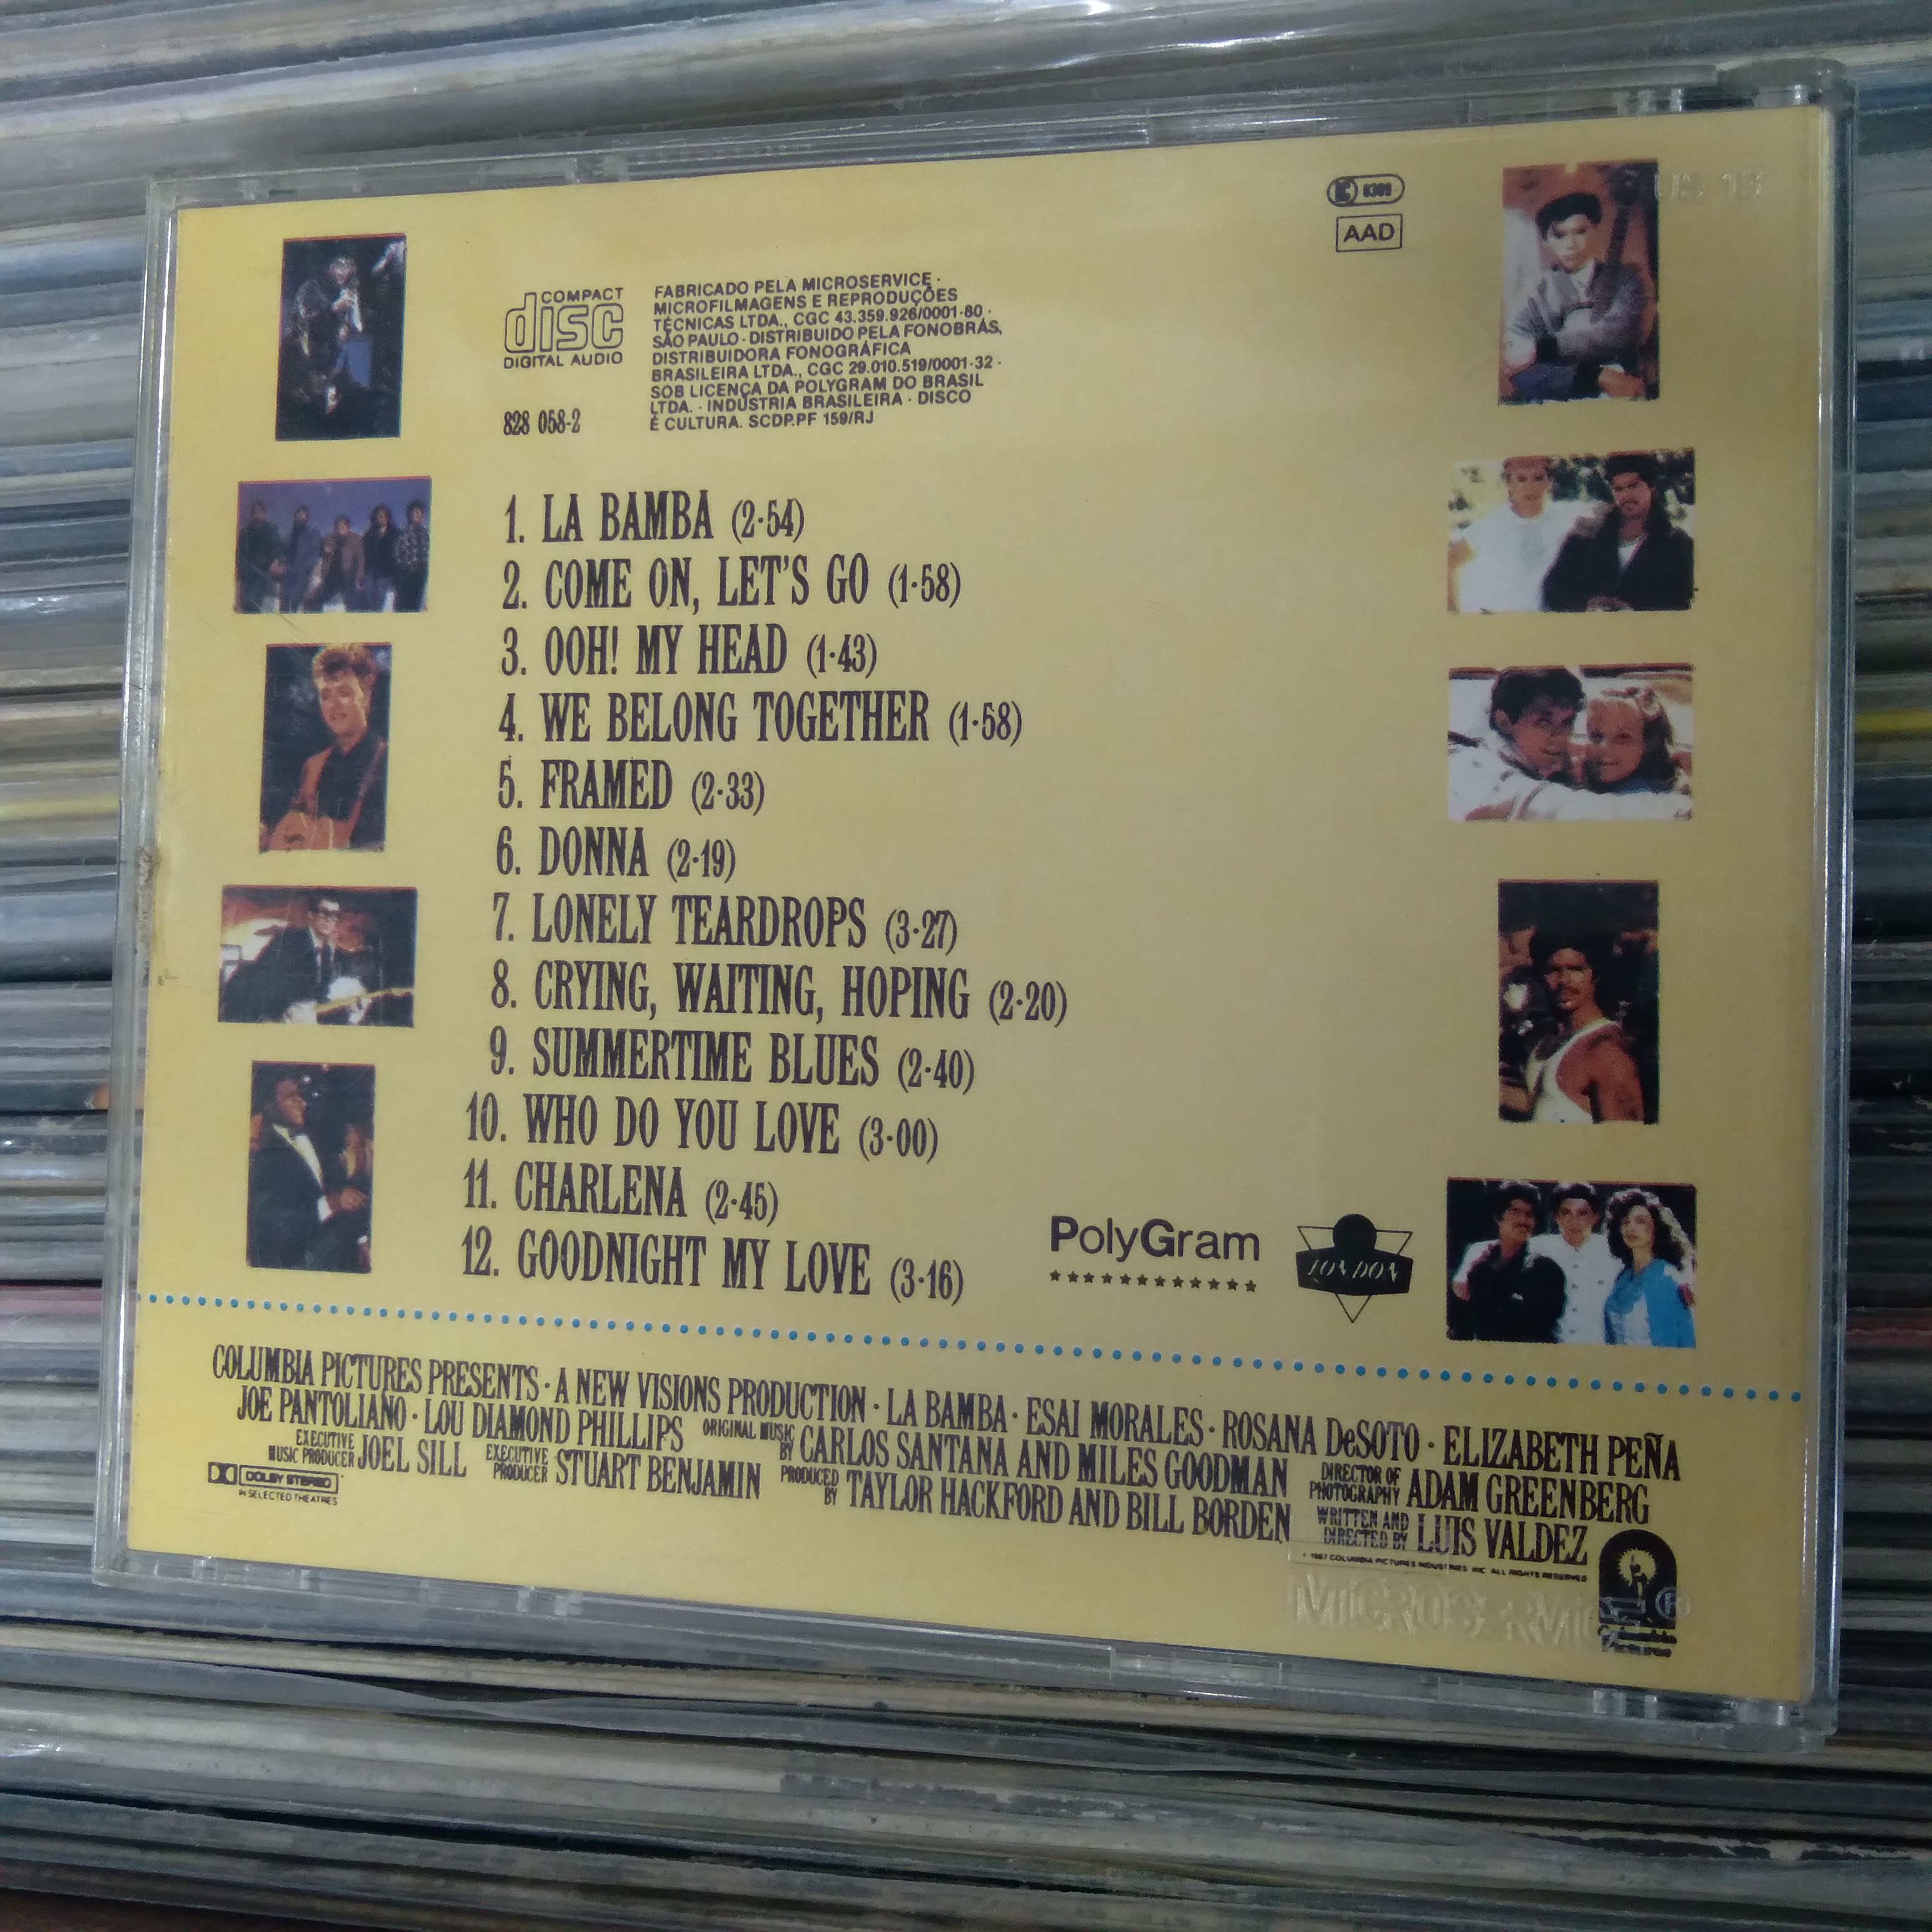 8309
AAD
COMPACT
disc
DIGITAL AUDIO
828 058-2
FABRICADO PELA MICROSERVICE -
MICROFILMAGENS E REPRODUÇÕES
TÉCNICAS LTDA., CGC 43.359.926/0001-80 -
SÃO PAULO - DISTRIBUIDO PELA FONOBRÁS,
DISTRIBUIDORA FONOGRÁFICA
BRASILEIRA LTDA., CGC 29.010.519/0001-32 -
SOB LICENÇA DA POLYGRAM DO BRASIL
LTDA. - INDÚSTRIA BRASILEIRA - DISCO
É CULTURA. SCDP.PF 159/RJ
1. LA BAMBA (2·54)
2. COME ON, LET'S GO (1·58)
3. OOH! MY HEAD (1·43)
4. WE BELONG TOGETHER (1·58)
5. FRAMED (2·33)
6. DONNA (2·19)
7. LONELY TEARDROPS (3·27)
8. CRYING, WAITING, HOPING (2·20)
9. SUMMERTIME BLUES (2·40)
10. WHO DO YOU LOVE (3·00)
11. CHARLENA (2·45)
12. GOODNIGHT MY LOVE (3·16)
PolyGram
LONDON
COLUMBIA PICTURES PRESENTS · A NEW VISIONS PRODUCTION · LA BAMBA · ESAI MORALES · ROSANA DeSOTO · ELIZABETH PEÑA
JOE PANTOLIANO · LOU DIAMOND PHILLIPS ORIGINAL MUSIC BY CARLOS SANTANA AND MILES GOODMAN DIRECTOR OF PHOTOGRAPHY ADAM GREENBERG
EXECUTIVE MUSIC PRODUCER JOEL SILL EXECUTIVE PRODUCER STUART BENJAMIN PRODUCED BY TAYLOR HACKFORD AND BILL BORDEN WRITTEN AND DIRECTED BY LUIS VALDEZ
DOLBY STEREO
IN SELECTED THEATRES
1987 COLUMBIA PICTURES INDUSTRIES INC ALL RIGHTS RESERVED